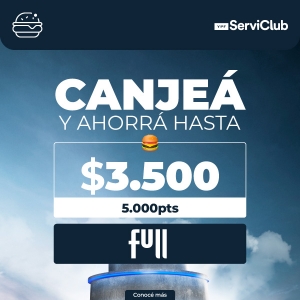 YPF ServiClub
CANJEÁ
Y AHORRÁ HASTA
$3.500
5.000pts
full
Conocé más